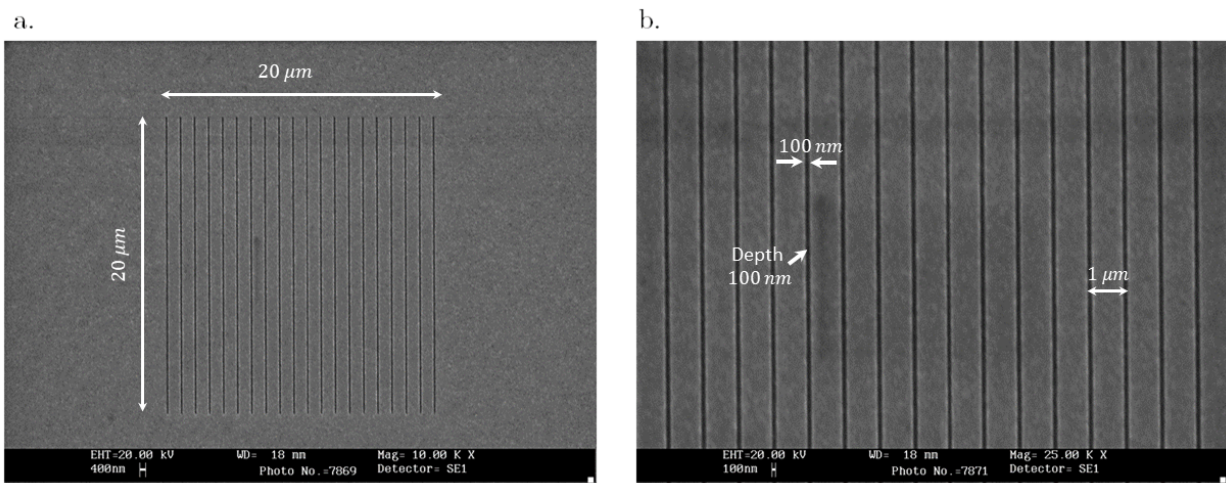 a.
20 μm
20 μm
EHT=20.00 kV WD= 18 mm Mag= 10.00 K X
400nm Photo No.=7869 Detector= SE1
b.
100 nm
Depth
100 nm
1 μm
EHT=20.00 kV WD= 18 mm Mag= 25.00 K X
100nm Photo No.=7871 Detector= SE1